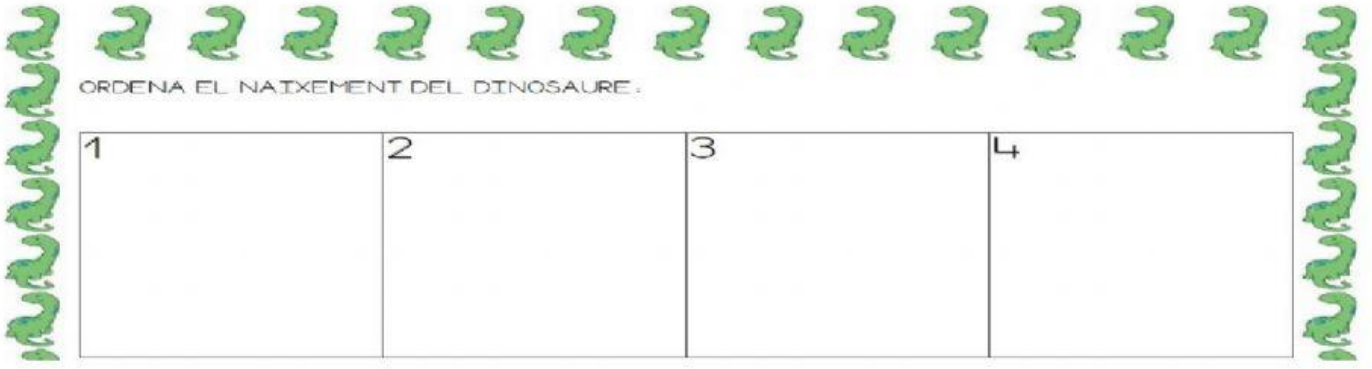 ORDENA EL NAIXEMENT DEL DINOSAURE.
1 2 3 4